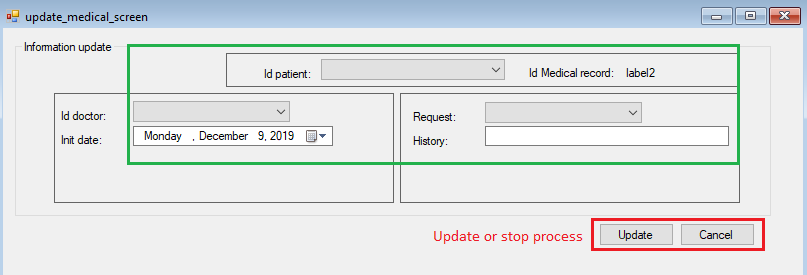 update_medical_screen
Information update
Id patient:
Id Medical record: label2
Id doctor:
Request:
Init date: Monday , December 9, 2019
History:
Update or stop process Update Cancel